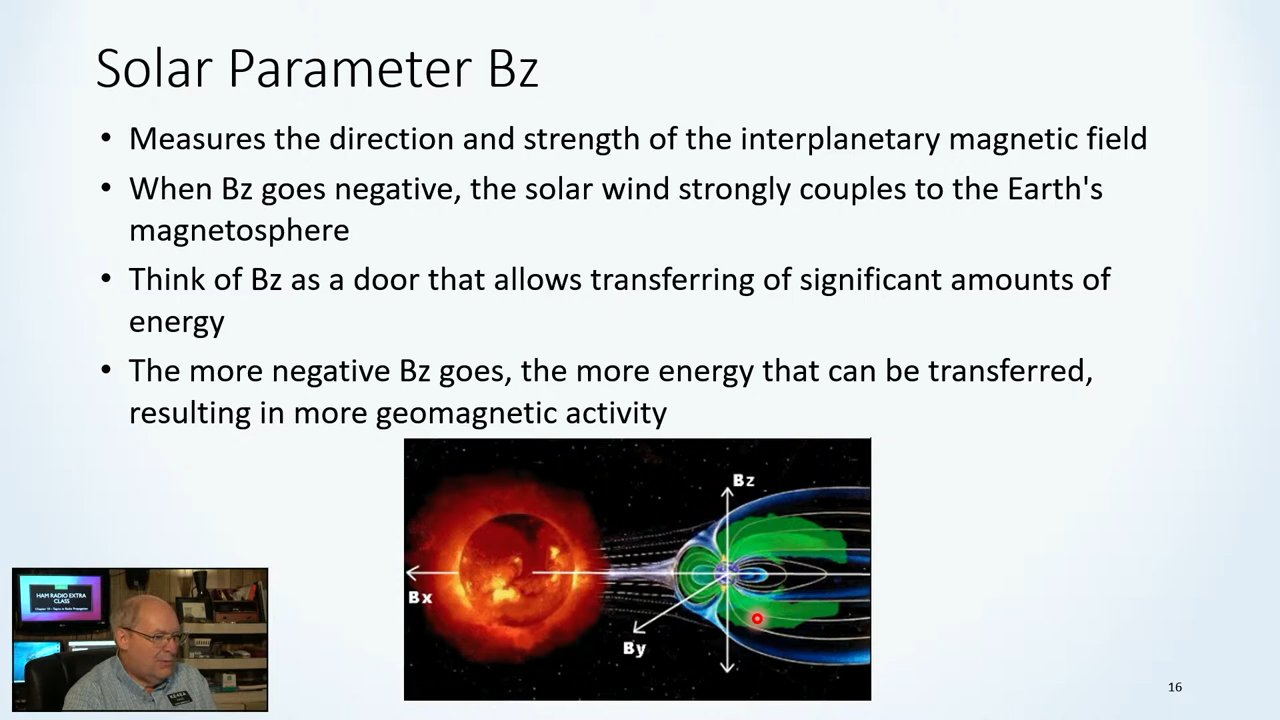 Solar Parameter Bz
• Measures the direction and strength of the interplanetary magnetic field
• When Bz goes negative, the solar wind strongly couples to the Earth's
magnetosphere
• Think of Bz as a door that allows transferring of significant amounts of
energy
• The more negative Bz goes, the more energy that can be transferred,
resulting in more geomagnetic activity
Bz
Bx
By
HAM RADIO EXTRA
CLASS
16